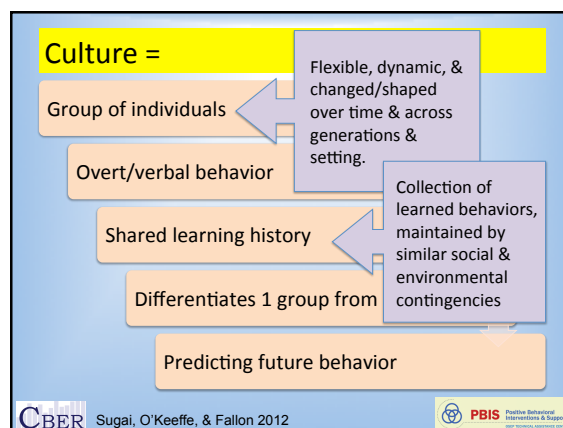 Culture =
Flexible, dynamic, &
changed/shaped
over time & across
generations &
setting.
Group of individuals
Overt/verbal behavior
Collection of
learned behaviors,
maintained by
similar social &
environmental
contingencies
Shared learning history
Differentiates 1 group from
Predicting future behavior
CBER Sugai, O'Keeffe, & Fallon 2012
PBIS Positive Behavioral
Interventions & Suppo